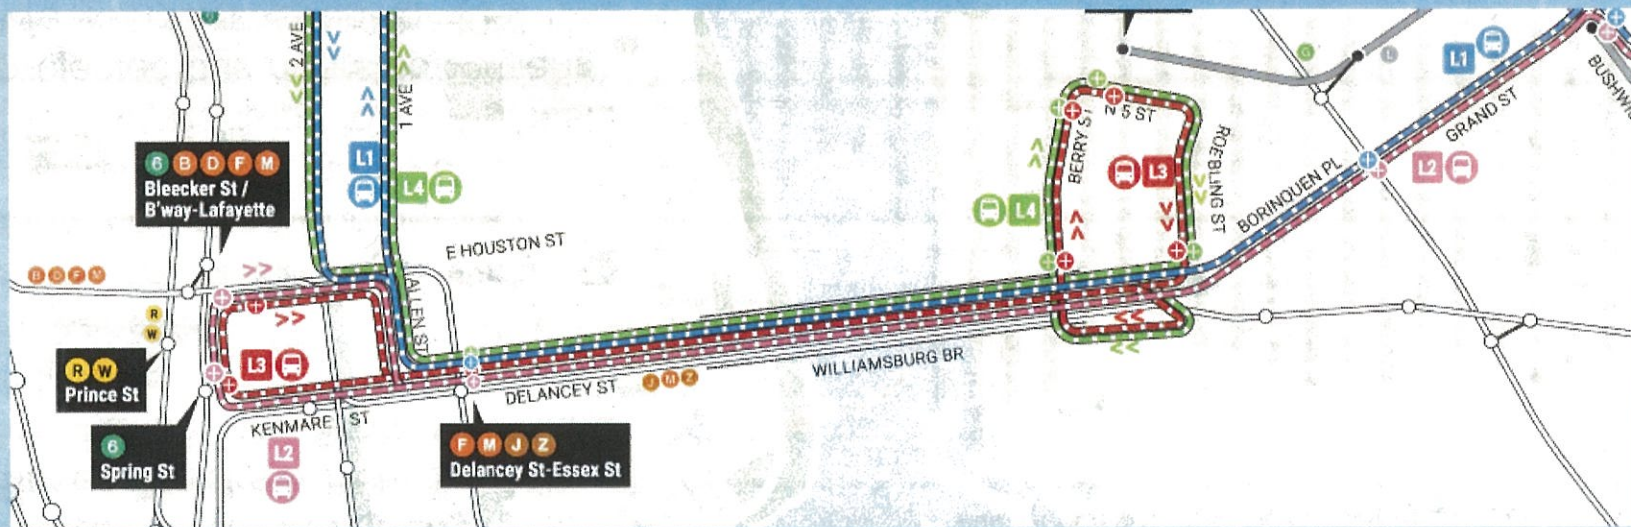 2 AVE
1 AVE
L1
L4
6 B D F M
Bleecker St /
B'way-Lafayette
B D F M
E HOUSTON ST
ALLEN ST
R
W
R W
Prince St
L3
6
Spring St
KENMARE ST
L2
DELANCEY ST
J M Z
F M J Z
Delancey St-Essex St
WILLIAMSBURG BR
L4
BERRY ST
N 5 ST
L3
ROEBLING ST
BORINQUEN PL
G
L
L1
GRAND ST
L2